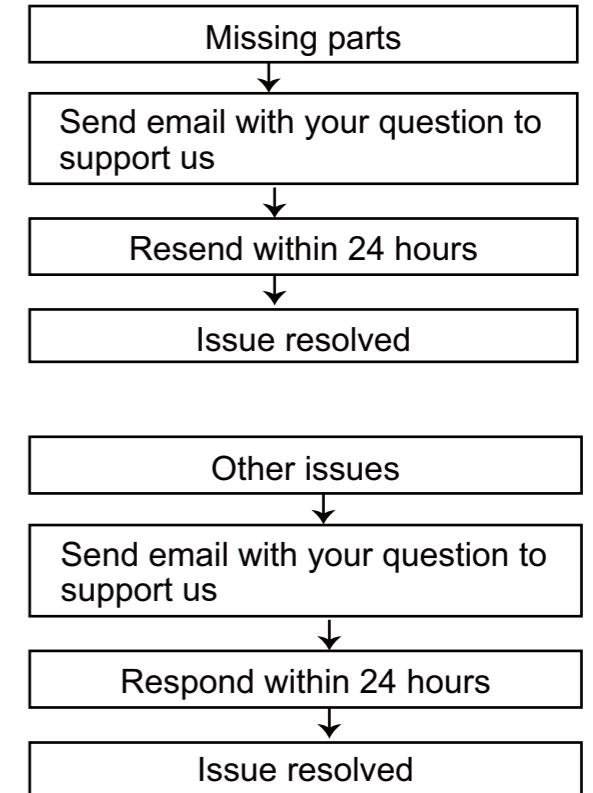 Missing parts
Send email with your question to
support us
Resend within 24 hours
Issue resolved
Other issues
Send email with your question to
support us
Respond within 24 hours
Issue resolved